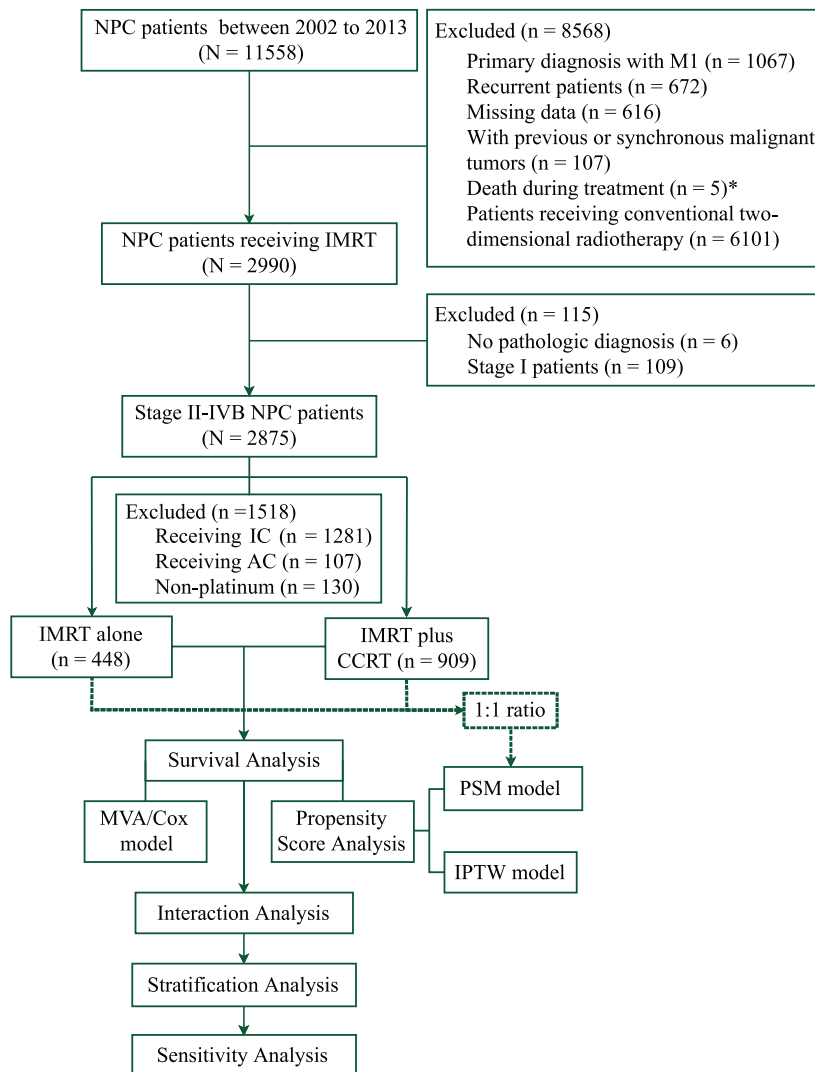 NPC patients between 2002 to 2013
(N = 11558)
Excluded (n = 8568)
Primary diagnosis with M1 (n = 1067)
Recurrent patients (n = 672)
Missing data (n = 616)
With previous or synchronous malignant
tumors (n = 107)
Death during treatment (n = 5)*
Patients receiving conventional two-
dimensional radiotherapy (n = 6101)
NPC patients receiving IMRT
(N = 2990)
Excluded (n = 115)
No pathologic diagnosis (n = 6)
Stage I patients (n = 109)
Stage II-IVB NPC patients
(N = 2875)
Excluded (n =1518)
Receiving IC (n = 1281)
Receiving AC (n = 107)
Non-platinum (n = 130)
IMRT alone
(n = 448)
IMRT plus
CCRT (n = 909)
1:1 ratio
Survival Analysis
MVA/Cox
model
Propensity
Score Analysis
PSM model
IPTW model
Interaction Analysis
Stratification Analysis
Sensitivity Analysis